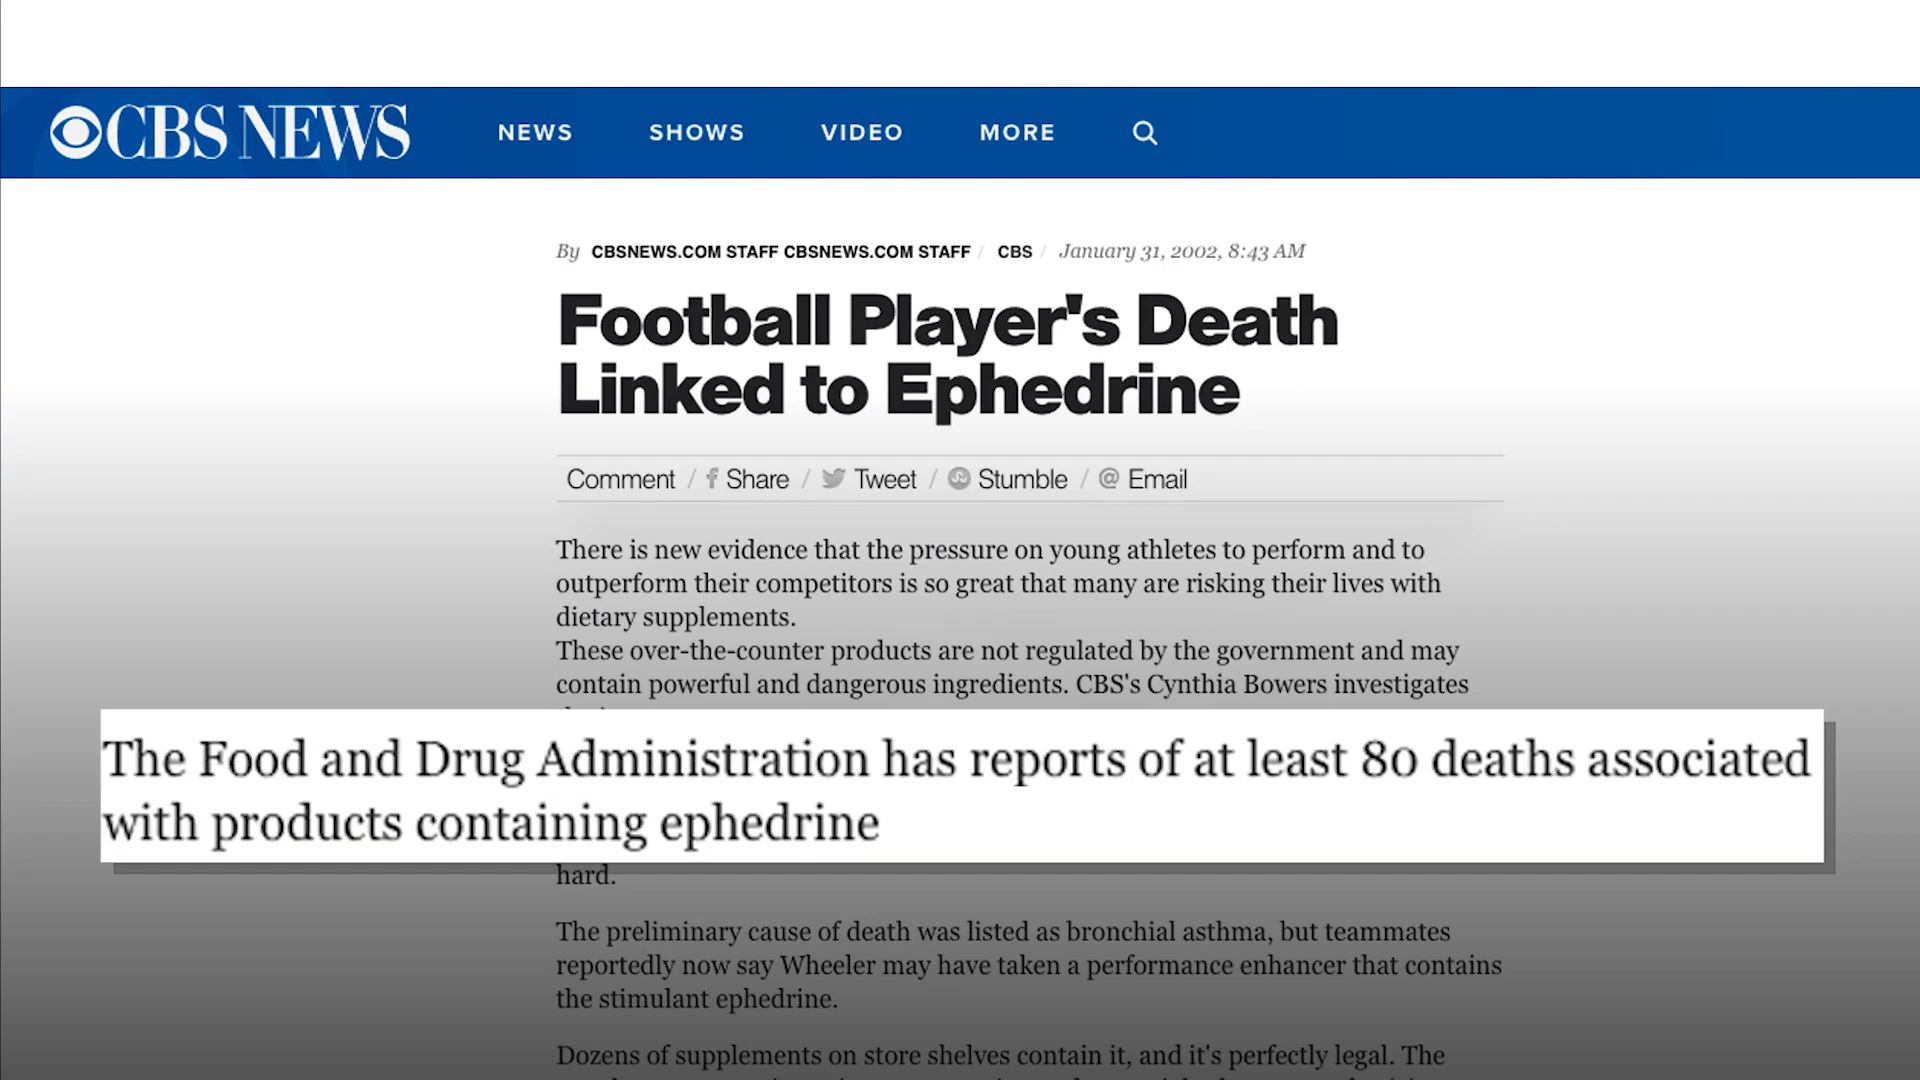 CBS NEWS NEWS SHOWS VIDEO MORE
By CBSNEWS.COM STAFF CBSNEWS.COM STAFF / CBS / January 31, 2002, 8:43 AM
Football Player's Death
Linked to Ephedrine
Comment / f Share / Tweet / Stumble / @ Email
There is new evidence that the pressure on young athletes to perform and to
outperform their competitors is so great that many are risking their lives with
dietary supplements.
These over-the-counter products are not regulated by the government and may
contain powerful and dangerous ingredients. CBS's Cynthia Bowers investigates
The Food and Drug Administration has reports of at least 80 deaths associated
with products containing ephedrine
hard.
The preliminary cause of death was listed as bronchial asthma, but teammates
reportedly now say Wheeler may have taken a performance enhancer that contains
the stimulant ephedrine.
Dozens of supplements on store shelves contain it, and it's perfectly legal. The